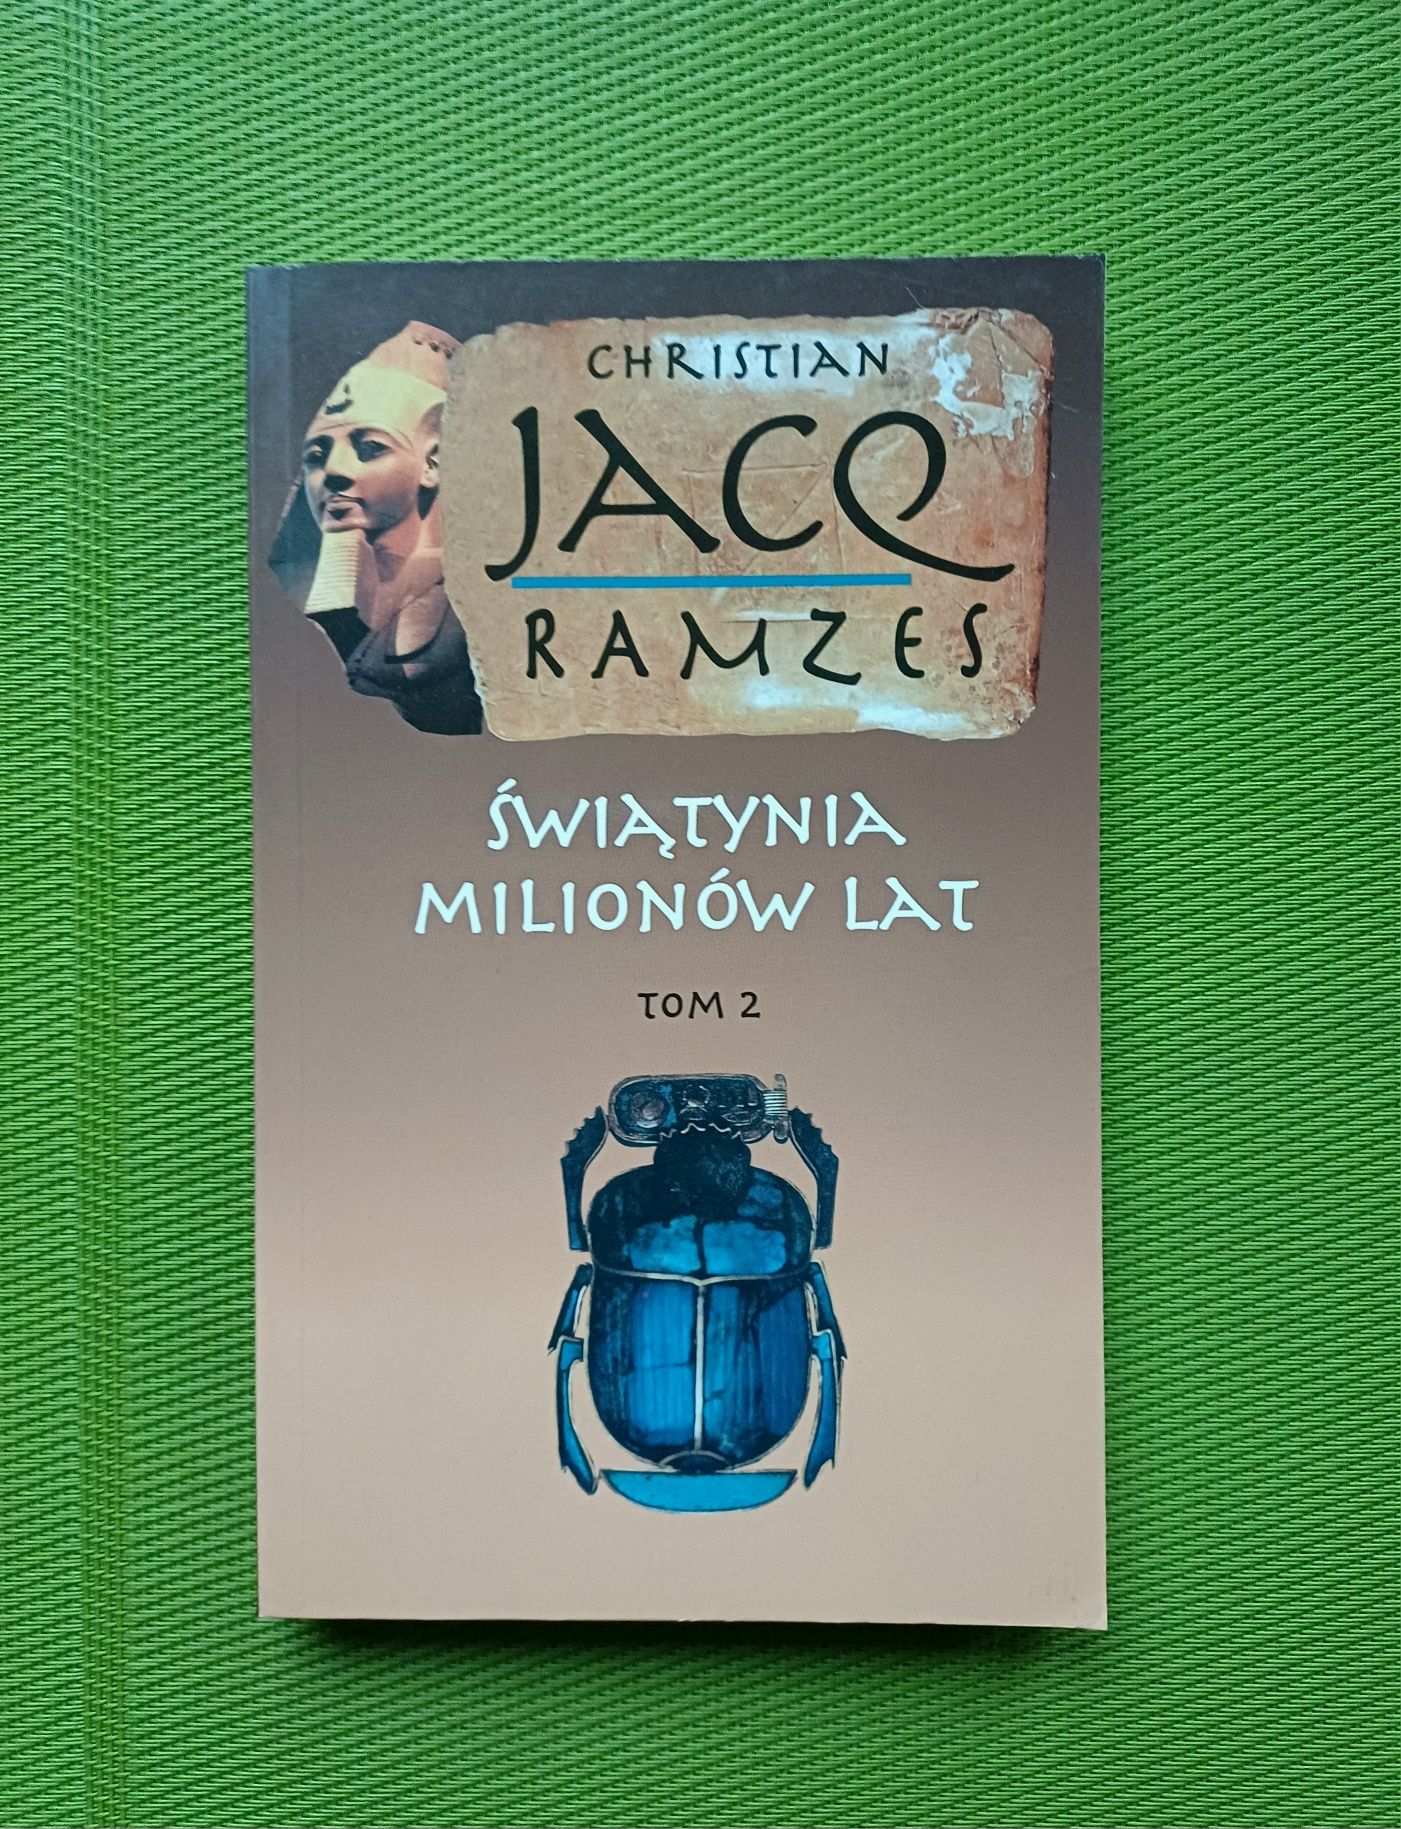 CHRISTIAN
JACQ
RAMZES
ŚWIĄTYNIA
MILIONÓW LAT
TOM 2